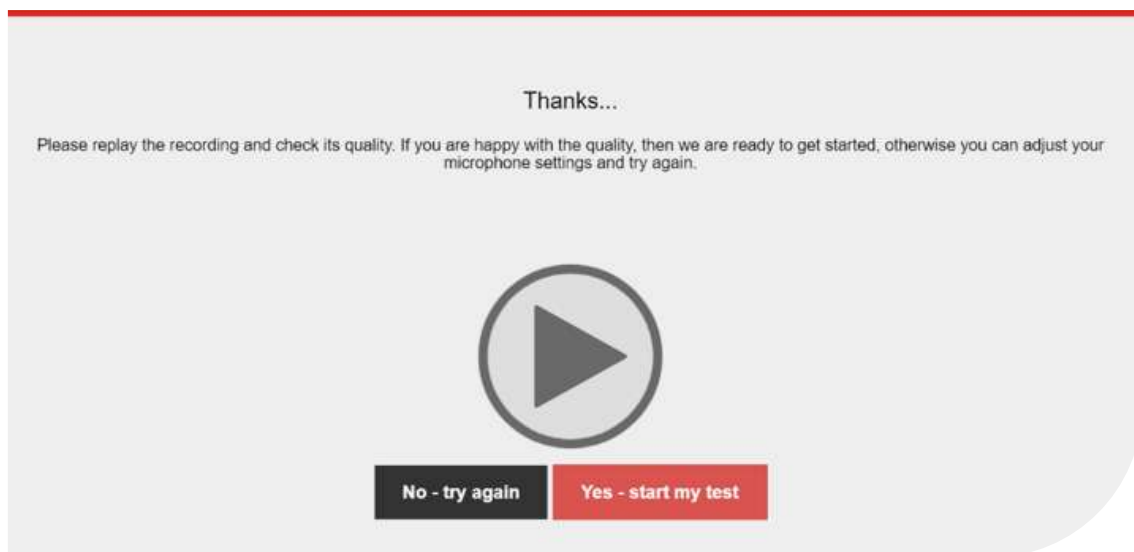 Thanks...
Please replay the recording and check its quality. If you are happy with the quality, then we are ready to get started, otherwise you can adjust your
microphone settings and try again.
No - try again
Yes - start my test